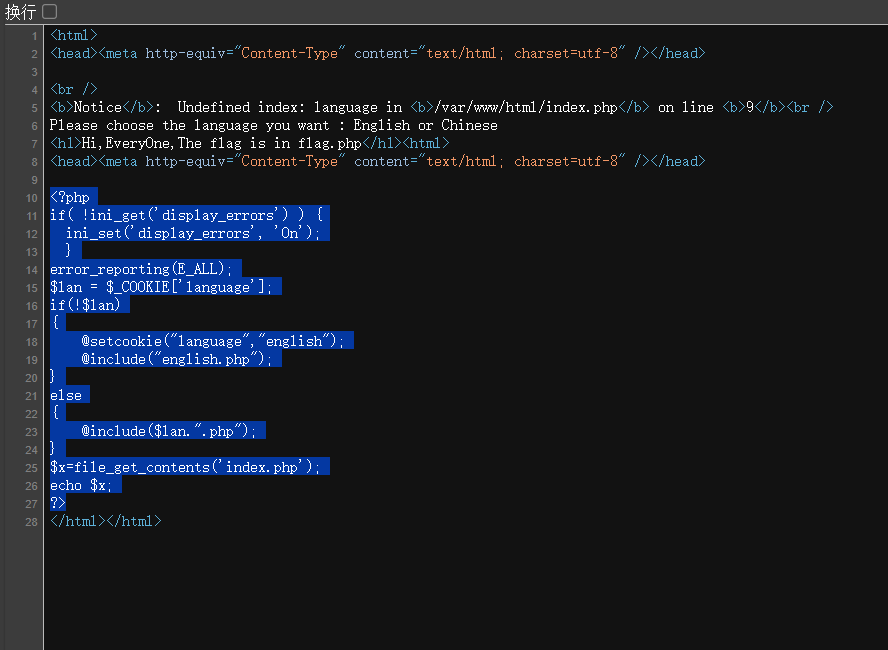 换行
1 <html>
2 <head><meta http-equiv="Content-Type" content="text/html; charset=utf-8" /></head>
3
4 <br />
5 <b>Notice</b>:  Undefined index: language in <b>/var/www/html/index.php</b> on line <b>9</b><br />
6 Please choose the language you want : English or Chinese
7 <h1>Hi,EveryOne,The flag is in flag.php</h1><html>
8 <head><meta http-equiv="Content-Type" content="text/html; charset=utf-8" /></head>
9
10 <?php
11 if( !ini_get('display_errors') ) {
12   ini_set('display_errors', 'On');
13   }
14 error_reporting(E_ALL);
15 $lan = $_COOKIE['language'];
16 if(!$lan)
17 {
18     @setcookie("language","english");
19     @include("english.php");
20 }
21 else
22 {
23     @include($lan.".php");
24 }
25 $x=file_get_contents('index.php');
26 echo $x;
27 ?>
28 </html></html>